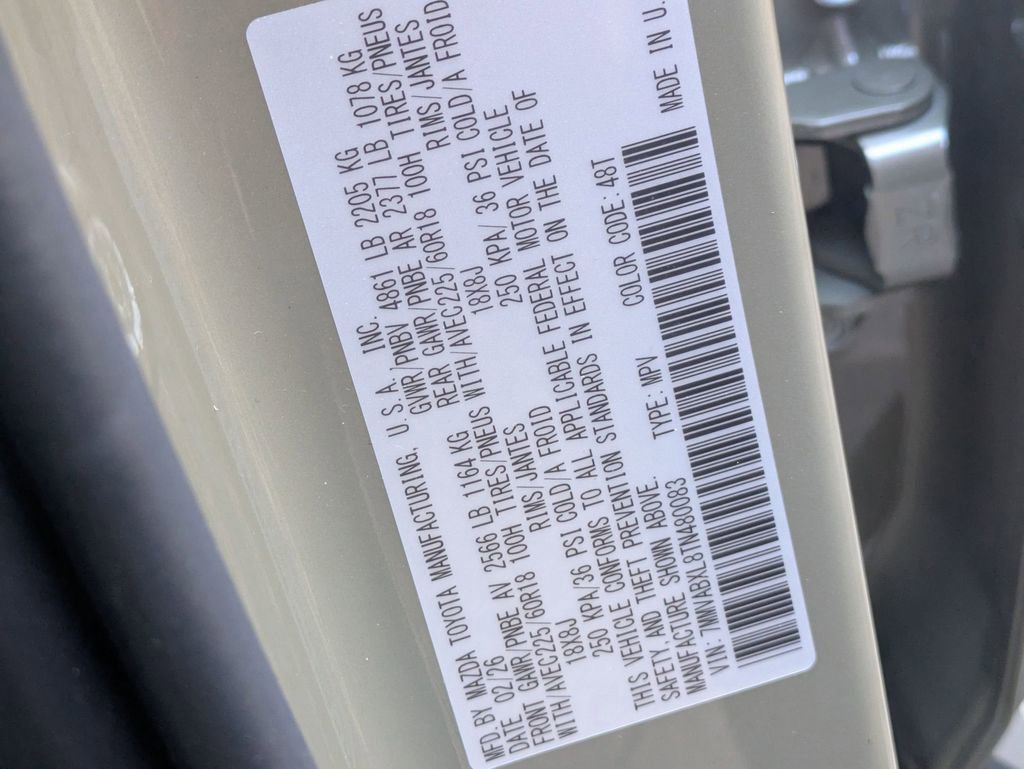 MFD.BY MAZDA TOYOTA MANUFACTURING, U.S.A., INC.
DATE 02/26 GVWR/PNBV 4861 LB 2205 KG
FRONT GAWR/PNBE AV 2566 LB 1164 KG REAR GAWR/PNBE AR 2377 LB 1078 KG
WITH/AVEC225/60R18 100H TIRES/PNEUS WITH/AVEC225/60R18 100H TIRES/PNEUS
18X8J RIMS/JANTES 18X8J RIMS/JANTES
250 KPA/36 PSI COLD/A FROID 250 KPA/ 36 PSI COLD/A FROID
THIS VEHICLE CONFORMS TO ALL APPLICABLE FEDERAL MOTOR VEHICLE
SAFETY, AND THEFT PREVENTION STANDARDS IN EFFECT ON THE DATE OF
MANUFACTURE SHOWN ABOVE.
VIN: 7MMVABXL8TN480083 TYPE: MPV COLOR CODE: 48T
MADE IN U.